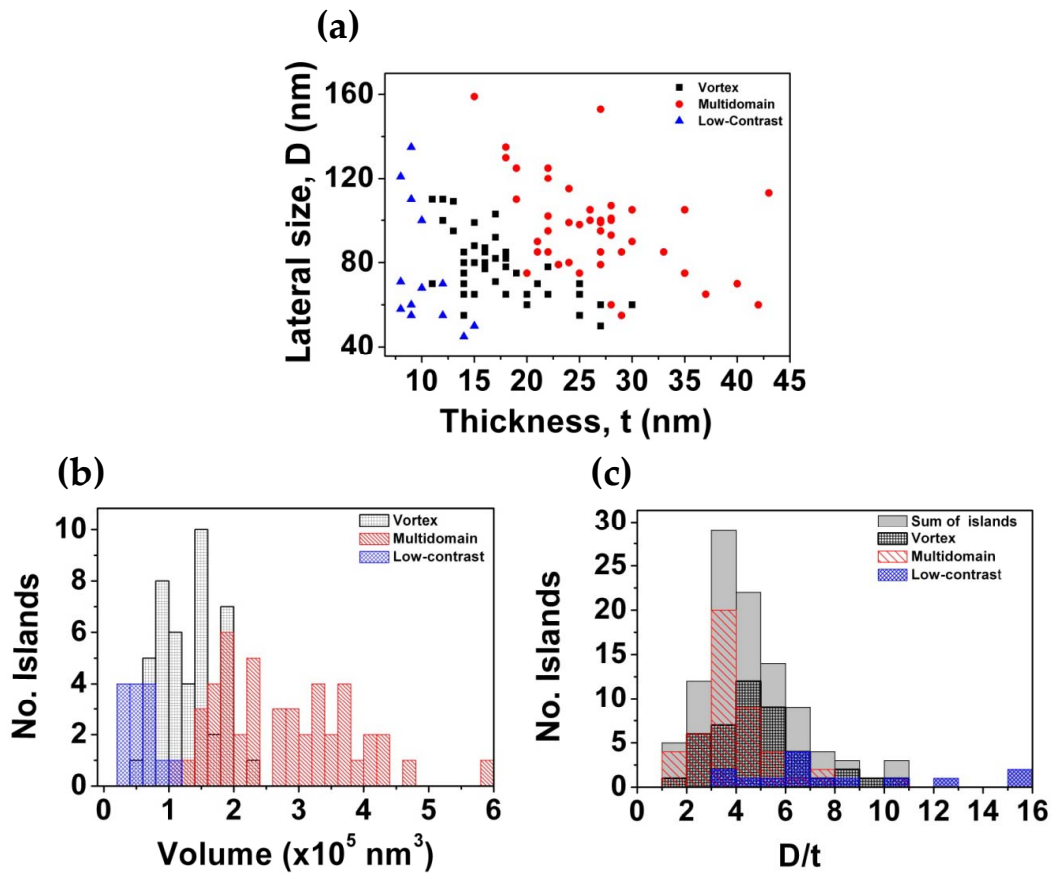 (a)
Lateral size, D (nm)
160
120
80
40
Vortex
Multidomain
Low-Contrast
10 15 20 25 30 35 40 45
Thickness, t (nm)
(b)
No. Islands
10
8
6
4
2
0
Vortex
Multidomain
Low-contrast
0 1 2 3 4 5 6
Volume (x10⁵ nm³)
(c)
No. Islands
30
25
20
15
10
5
0
Sum of islands
Vortex
Multidomain
Low-contrast
2 4 6 8 10 12 14 16
D/t